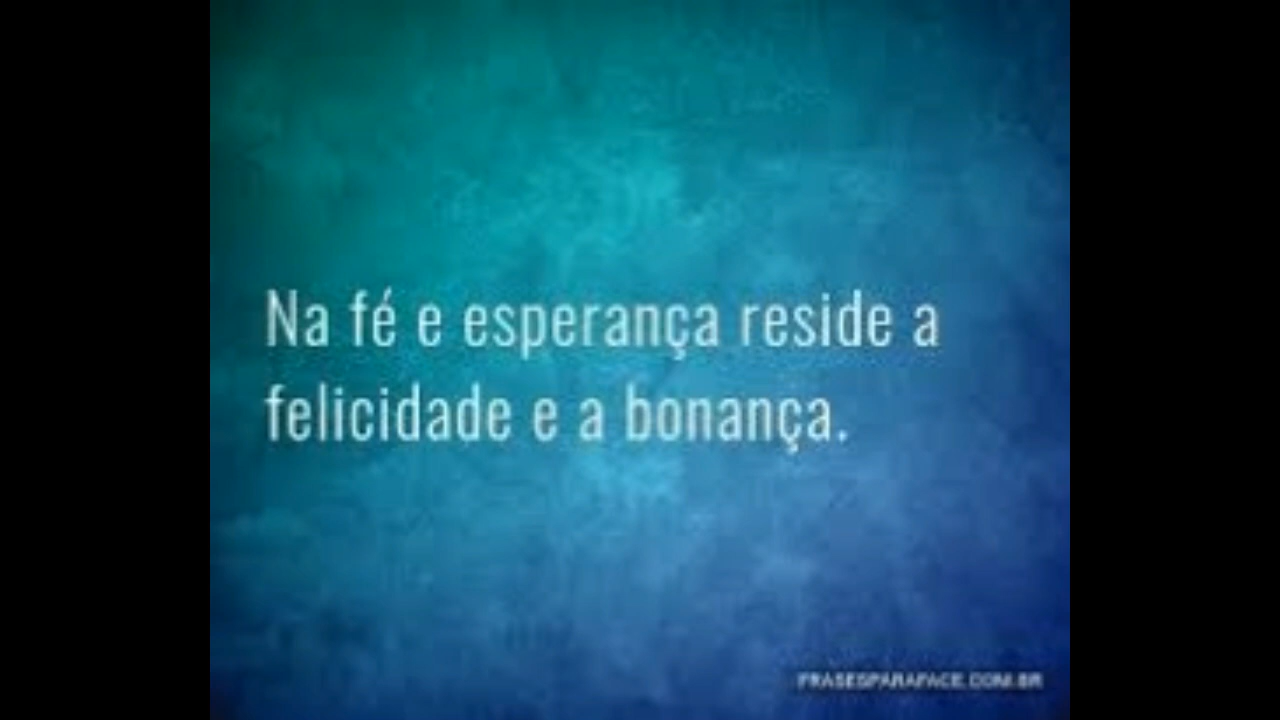 Na fé e esperança reside a
felicidade e a bonança.
FRASESPARAFACE.COM.BR